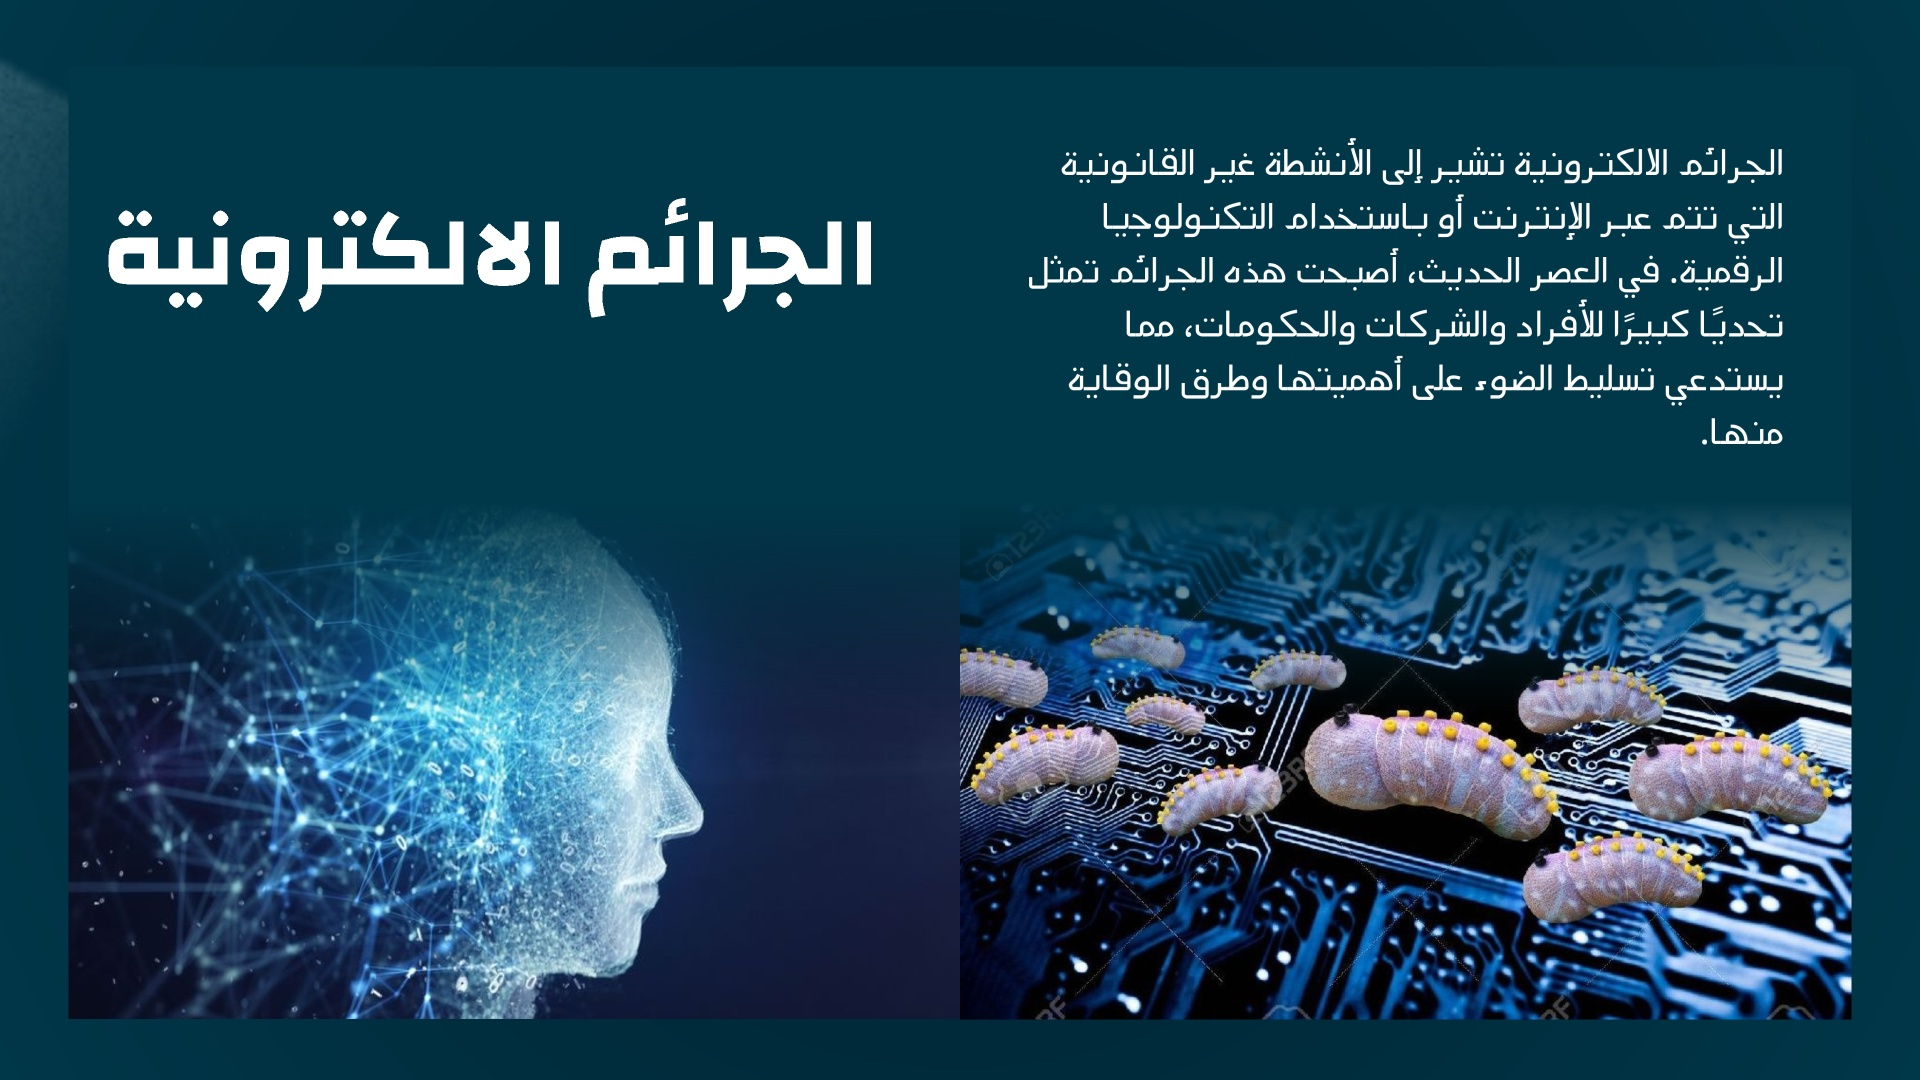 الجرائم الالكترونية
الجرائم الالكترونية تشير إلى الأنشطة غير القانونية
التي تتم عبر الإنترنت أو باستخدام التكنولوجيا
الرقمية. في العصر الحديث، أصبحت هذه الجرائم تمثل
تحديًا كبيرًا للأفراد والشركات والحكومات، مما
يستدعي تسليط الضوء على أهميتها وطرق الوقاية
منها.